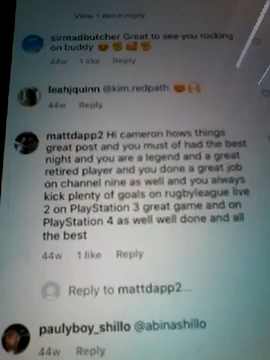 View 1 more reply
sirmadbutcher Great to see you rocking
on buddy
44w 1 like Reply
leahjquinn @kim.redpath
44w Reply
mattdapp2 Hi cameron hows things
great post and you must of had the best
night and you are a legend and a great
retired player and you done a great job
on channel nine as well and you always
kick plenty of goals on rugbyleague live
2 on PlayStation 3 great game and on
PlayStation 4 as well well done and all
the best
44w 1 like Reply
Reply to mattdapp2...
paulyboy_shillo @abinashillo
44w Reply